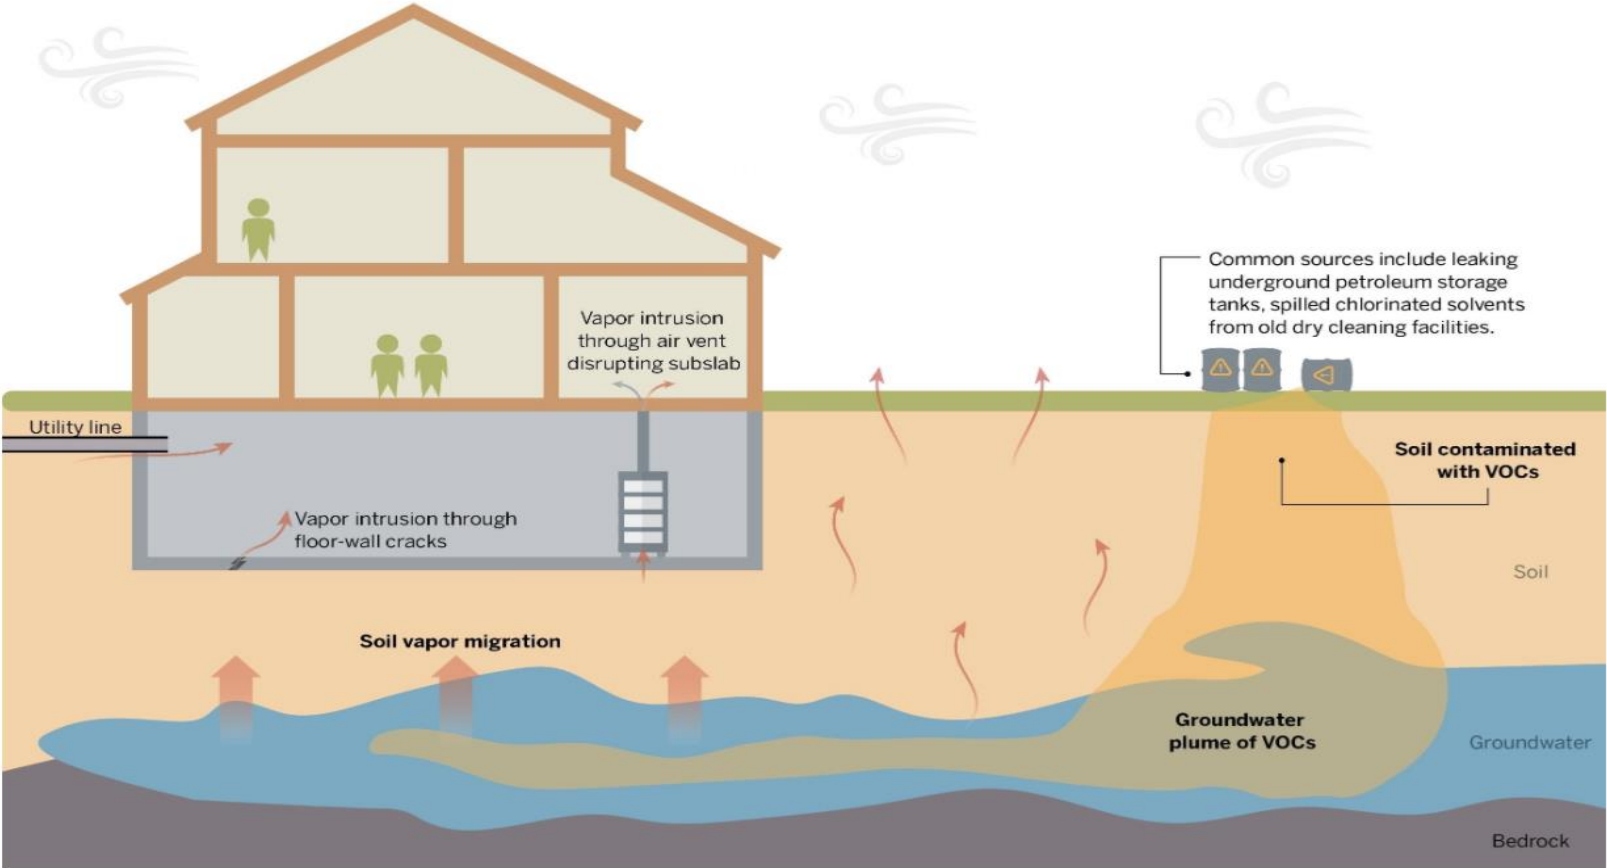 Common sources include leaking
underground petroleum storage
tanks, spilled chlorinated solvents
from old dry cleaning facilities.
Vapor intrusion
through air vent
disrupting subslab
Utility line
Soil contaminated
with VOCs
Vapor intrusion through
floor-wall cracks
Soil
Soil vapor migration
Groundwater
plume of VOCs
Groundwater
Bedrock